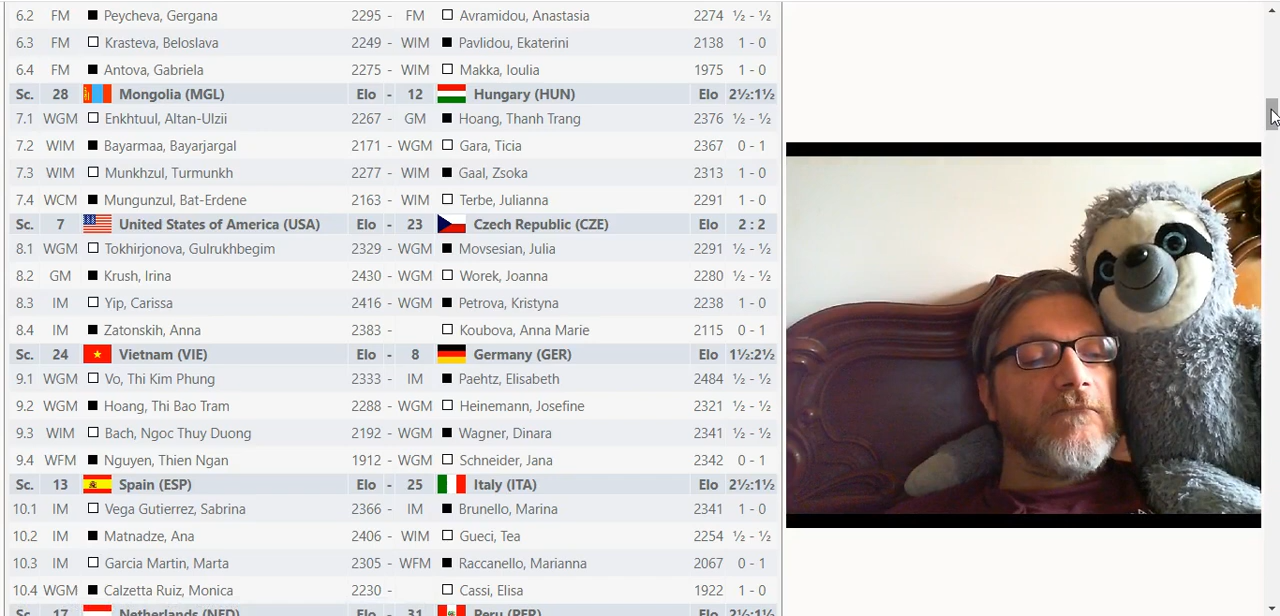 6.2 FM Peycheva, Gergana 2295 - FM Avramidou, Anastasia 2274 ½ - ½
6.3 FM Krasteva, Beloslava 2249 - WIM Pavlidou, Ekaterini 2138 1 - 0
6.4 FM Antova, Gabriela 2275 - WIM Makka, Ioulia 1975 1 - 0
Sc. 28 Mongolia (MGL) Elo - 12 Hungary (HUN) Elo 2½:1½
7.1 WGM Enkhtuul, Altan-Ulzii 2267 - GM Hoang, Thanh Trang 2376 ½ - ½
7.2 WIM Bayarmaa, Bayarjargal 2171 - WGM Gara, Ticia 2367 0 - 1
7.3 WIM Munkhzul, Turmunkh 2277 - WIM Gaal, Zsoka 2313 1 - 0
7.4 WCM Mungunzul, Bat-Erdene 2163 - WIM Terbe, Julianna 2291 1 - 0
Sc. 7 United States of America (USA) Elo - 23 Czech Republic (CZE) Elo 2 : 2
8.1 WGM Tokhirjonova, Gulrukhbegim 2329 - WGM Movsesian, Julia 2291 ½ - ½
8.2 GM Krush, Irina 2430 - WGM Worek, Joanna 2280 ½ - ½
8.3 IM Yip, Carissa 2416 - WGM Petrova, Kristyna 2238 1 - 0
8.4 IM Zatonskih, Anna 2383 - Koubova, Anna Marie 2115 0 - 1
Sc. 24 Vietnam (VIE) Elo - 8 Germany (GER) Elo 1½:2½
9.1 WGM Vo, Thi Kim Phung 2333 - IM Paehtz, Elisabeth 2484 ½ - ½
9.2 WGM Hoang, Thi Bao Tram 2288 - WGM Heinemann, Josefine 2321 ½ - ½
9.3 WIM Bach, Ngoc Thuy Duong 2192 - WGM Wagner, Dinara 2341 ½ - ½
9.4 WFM Nguyen, Thien Ngan 1912 - WGM Schneider, Jana 2342 0 - 1
Sc. 13 Spain (ESP) Elo - 25 Italy (ITA) Elo 2½:1½
10.1 IM Vega Gutierrez, Sabrina 2366 - IM Brunello, Marina 2341 1 - 0
10.2 IM Matnadze, Ana 2406 - WIM Gueci, Tea 2254 ½ - ½
10.3 IM Garcia Martin, Marta 2305 - WFM Raccanello, Marianna 2067 0 - 1
10.4 WGM Calzetta Ruiz, Monica 2230 - Cassi, Elisa 1922 1 - 0
Sc. 17 Netherlands (NED) Elo - 31 Peru (PER) Elo 2½:1½